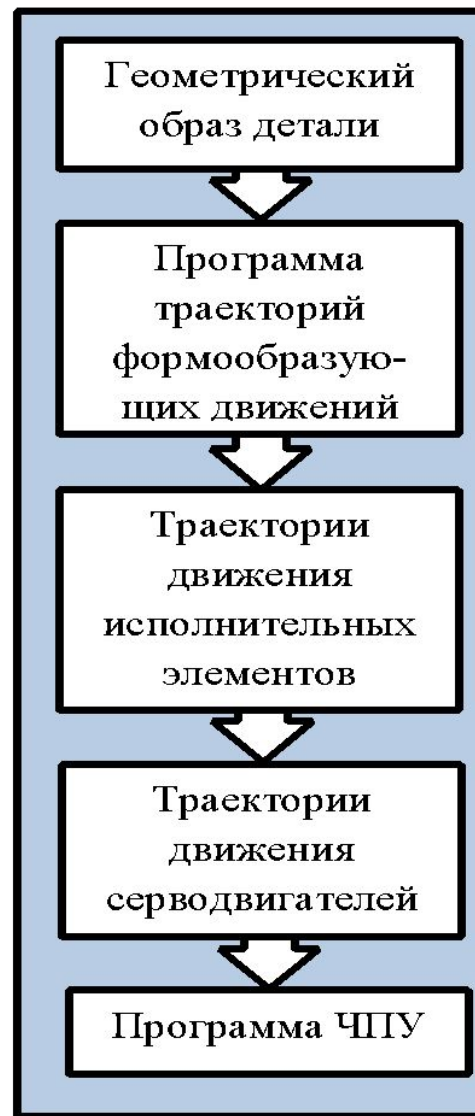 Геометрический
образ детали
Программа
траекторий
формообразую-
щих движений
Траектории
движения
исполнительных
элементов
Траектории
движения
серводвигателей
Программа ЧПУ